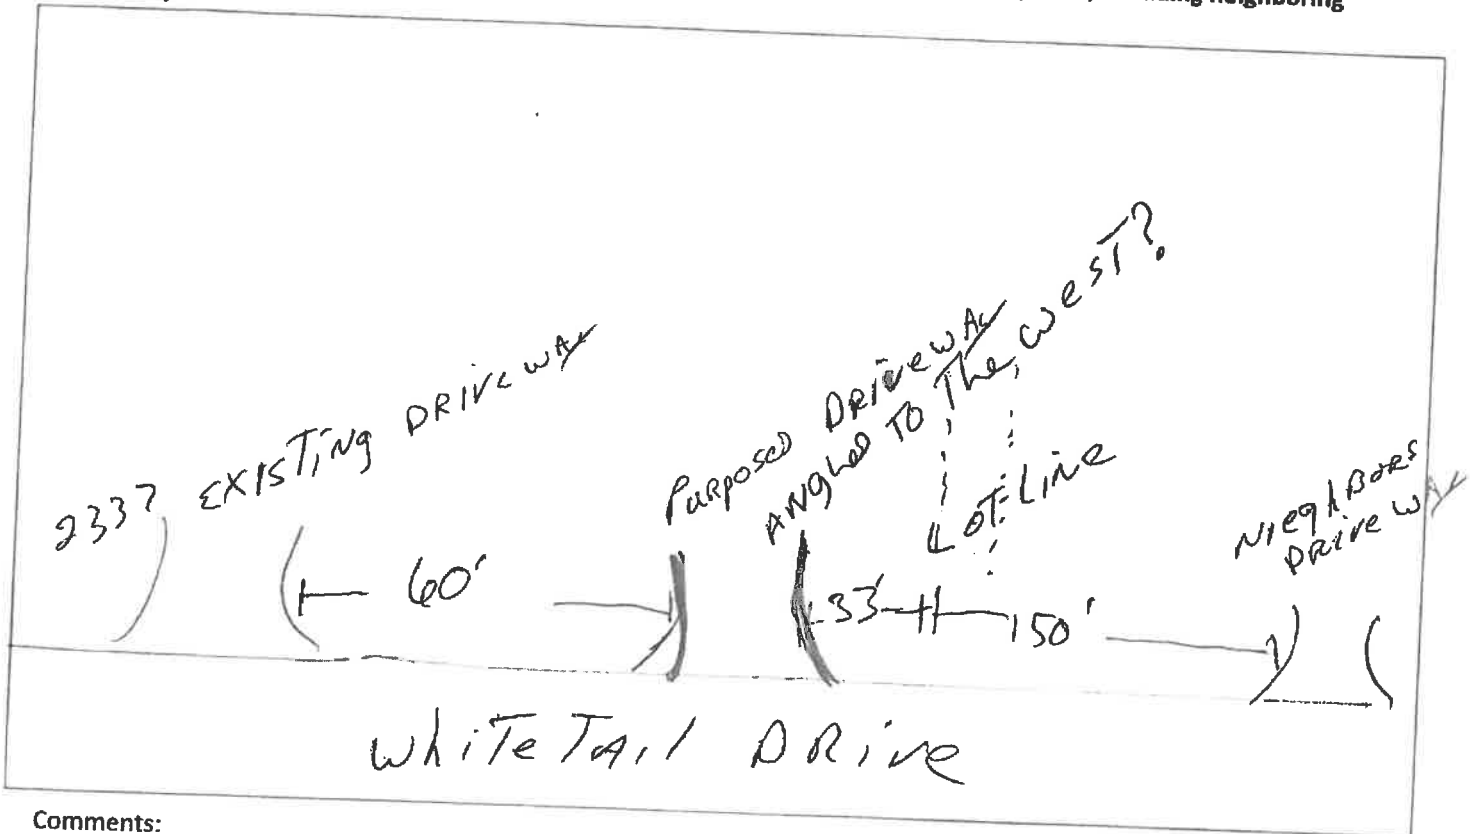 neighboring
2337 EXISTING DRIVEWAY
Purposed DRIVEWAY
ANGLED TO The WEST?
LOT LINE
NIEGHBORS
DRIVEWAY
60'
33'
150'
WhiteTAil DRive
Comments: